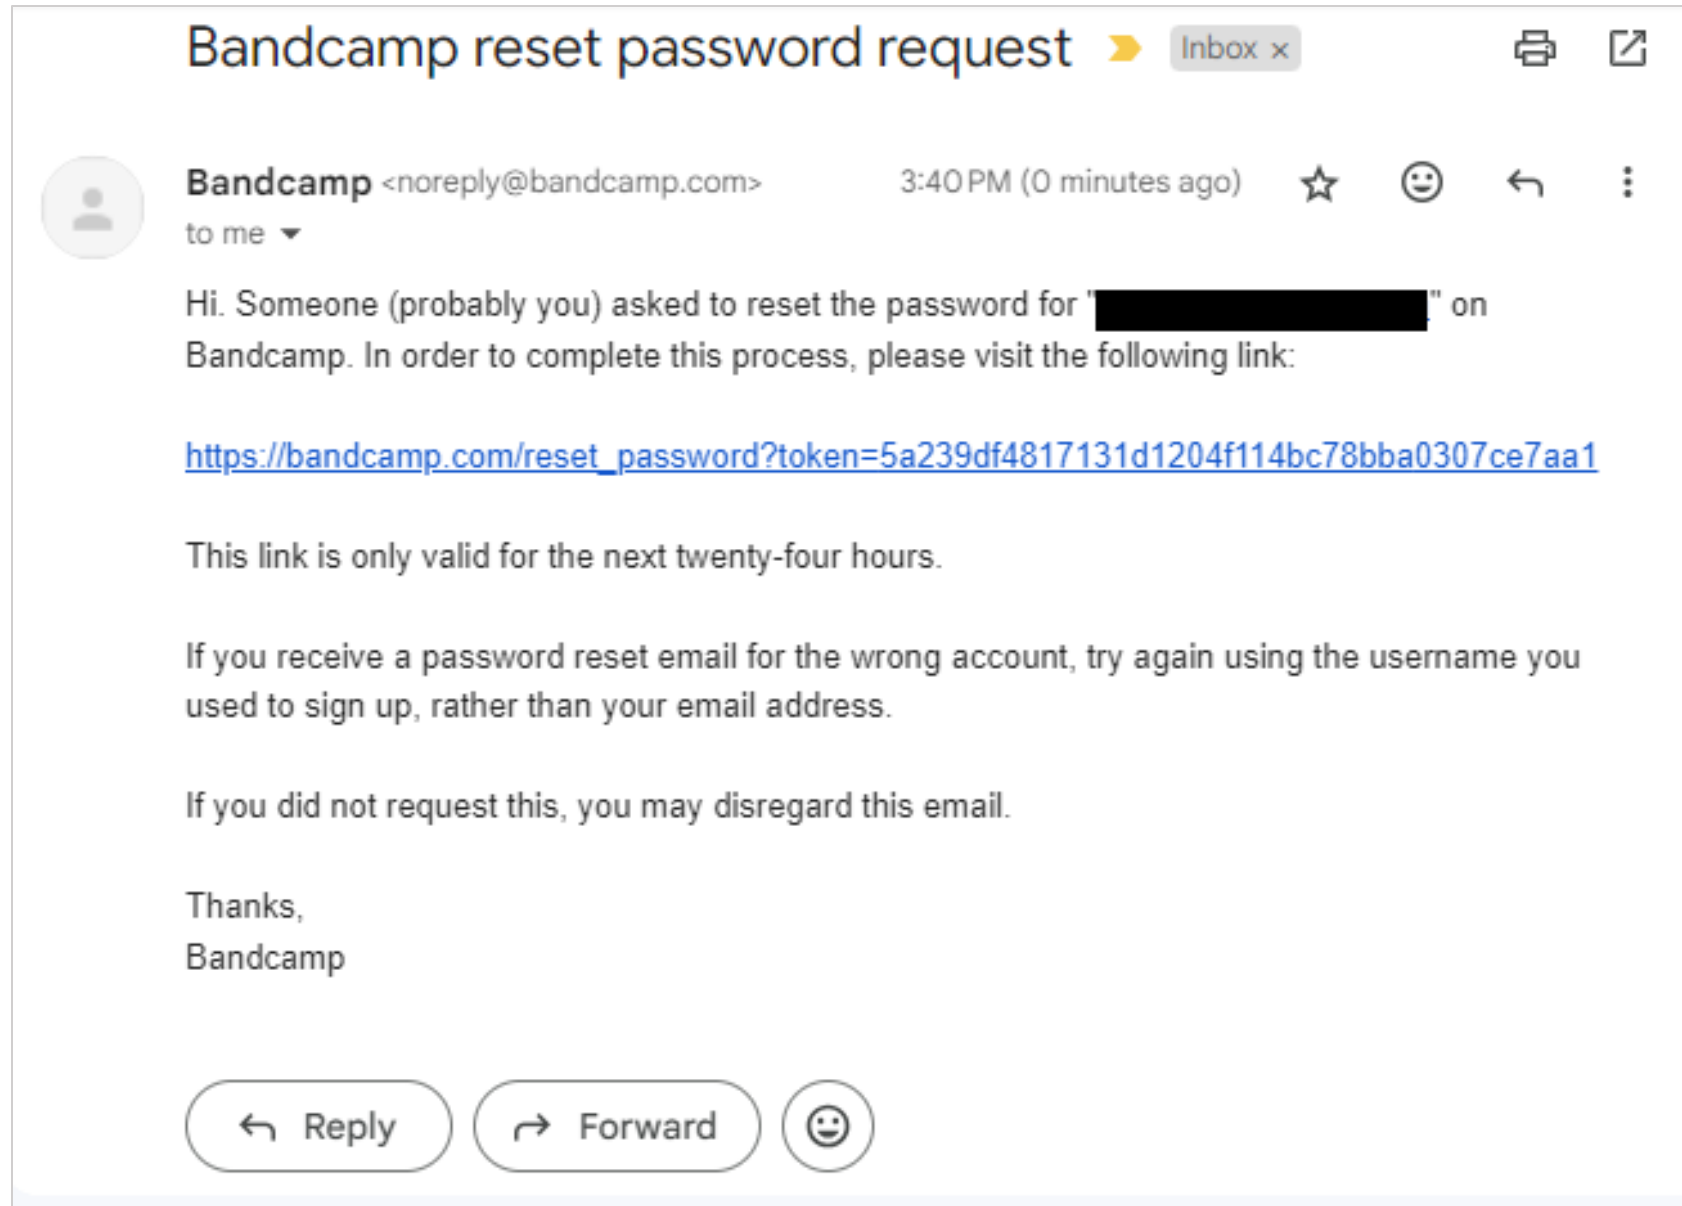 Bandcamp reset password request Inbox ×
Bandcamp <noreply@bandcamp.com> 3:40 PM (0 minutes ago)
to me
Hi. Someone (probably you) asked to reset the password for "" on
Bandcamp. In order to complete this process, please visit the following link:
https://bandcamp.com/reset_password?token=5a239df4817131d1204f114bc78bba0307ce7aa1
This link is only valid for the next twenty-four hours.
If you receive a password reset email for the wrong account, try again using the username you
used to sign up, rather than your email address.
If you did not request this, you may disregard this email.
Thanks,
Bandcamp
Reply Forward